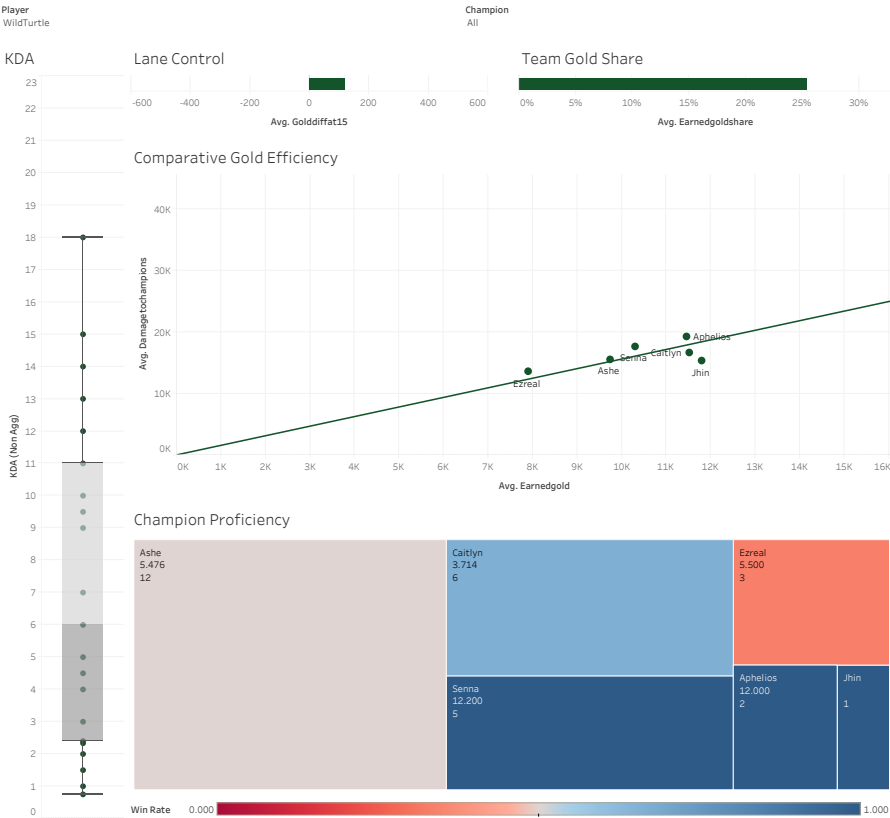 Player
WildTurtle
Champion
All
KDA
Lane Control
Team Gold Share
-600 -400 -200 0 200 400 600
Avg. Golddiffat15
0% 5% 10% 15% 20% 25% 30%
Avg. Earnedgoldshare
Comparative Gold Efficiency
23
22
21
20
19
18
17
16
15
14
13
12
11
10
9
8
7
6
5
4
3
2
1
0
KDA (Non Agg)
Avg. Damagetochampions
40K
30K
20K
10K
0K
Aphelios
Senna
Caitlyn
Ashe
Jhin
Ezreal
0K 1K 2K 3K 4K 5K 6K 7K 8K 9K 10K 11K 12K 13K 14K 15K 16K
Avg. Earnedgold
Champion Proficiency
Ashe
5.476
12
Caitlyn
3.714
6
Ezreal
5.500
3
Senna
12.200
5
Aphelios
12.000
2
Jhin
1
Win Rate 0.000 1.000